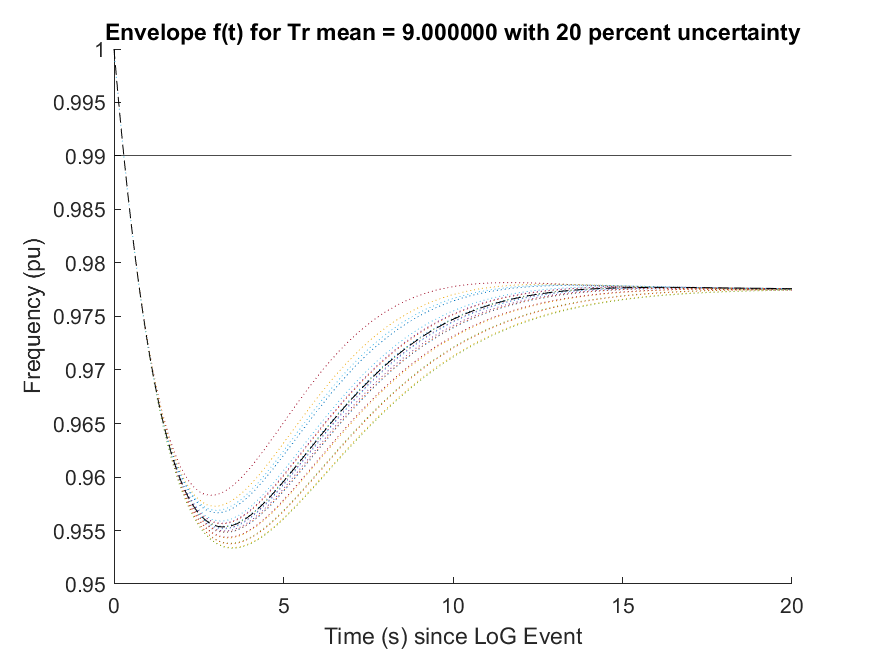 Envelope f(t) for Tr mean = 9.000000 with 20 percent uncertainty
1
0.995
0.99
0.985
0.98
0.975
0.97
0.965
0.96
0.955
0.95
Frequency (pu)
0 5 10 15 20
Time (s) since LoG Event